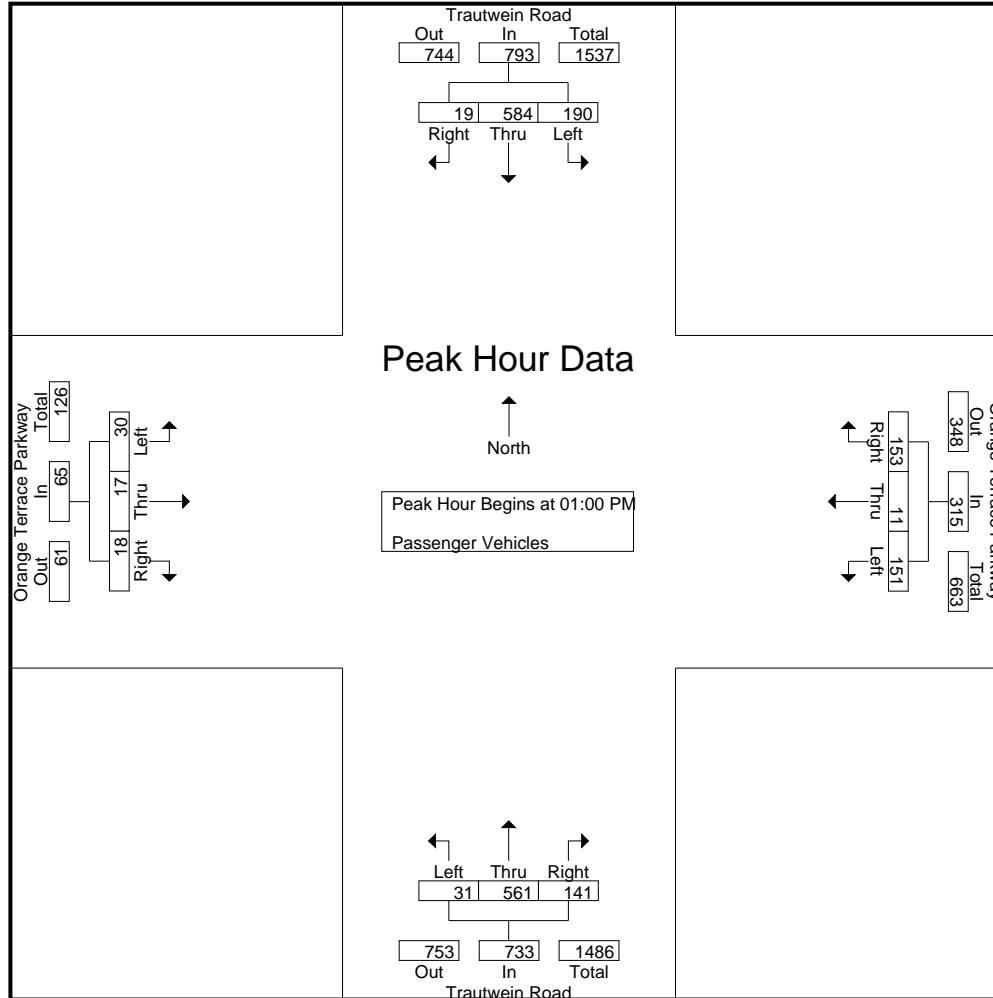 Trautwein Road
Out In Total
744 793 1537
19 584 190
Right Thru Left
Peak Hour Data
North
Peak Hour Begins at 01:00 PM
Passenger Vehicles
Orange Terrace Parkway
Total In Out
126 65 61
30 17 18
Left Thru Right
Right Thru Left
153 11 151
348 315 663
Out In Total
Orange Terrace Parkway
Left Thru Right
31 561 141
753 733 1486
Out In Total
Trautwein Road